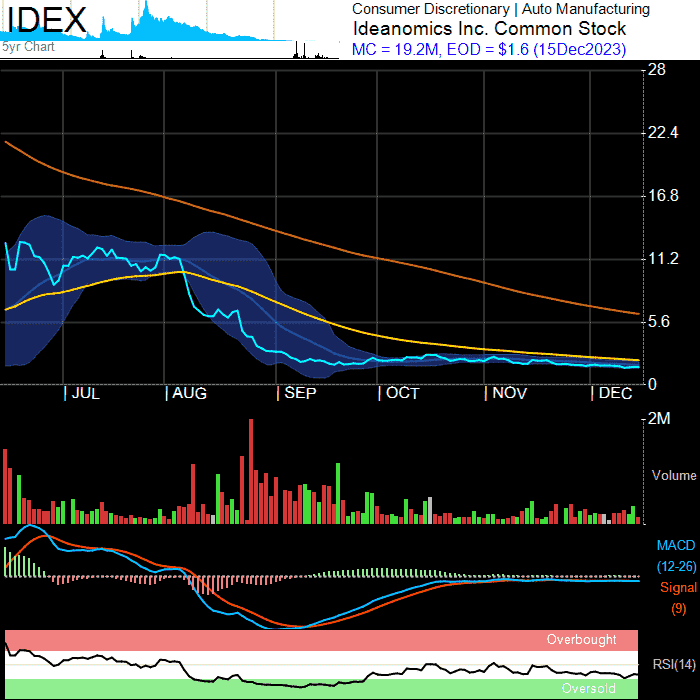 IDEX
5yr Chart
Consumer Discretionary | Auto Manufacturing
Ideanomics Inc. Common Stock
MC = 19.2M, EOD = $1.6 (15Dec2023)
28
22.4
16.8
11.2
5.6
0
| JUL | AUG | SEP | OCT | NOV | DEC
2M
Volume
MACD
(12-26)
Signal
(9)
Overbought
RSI(14)
Oversold